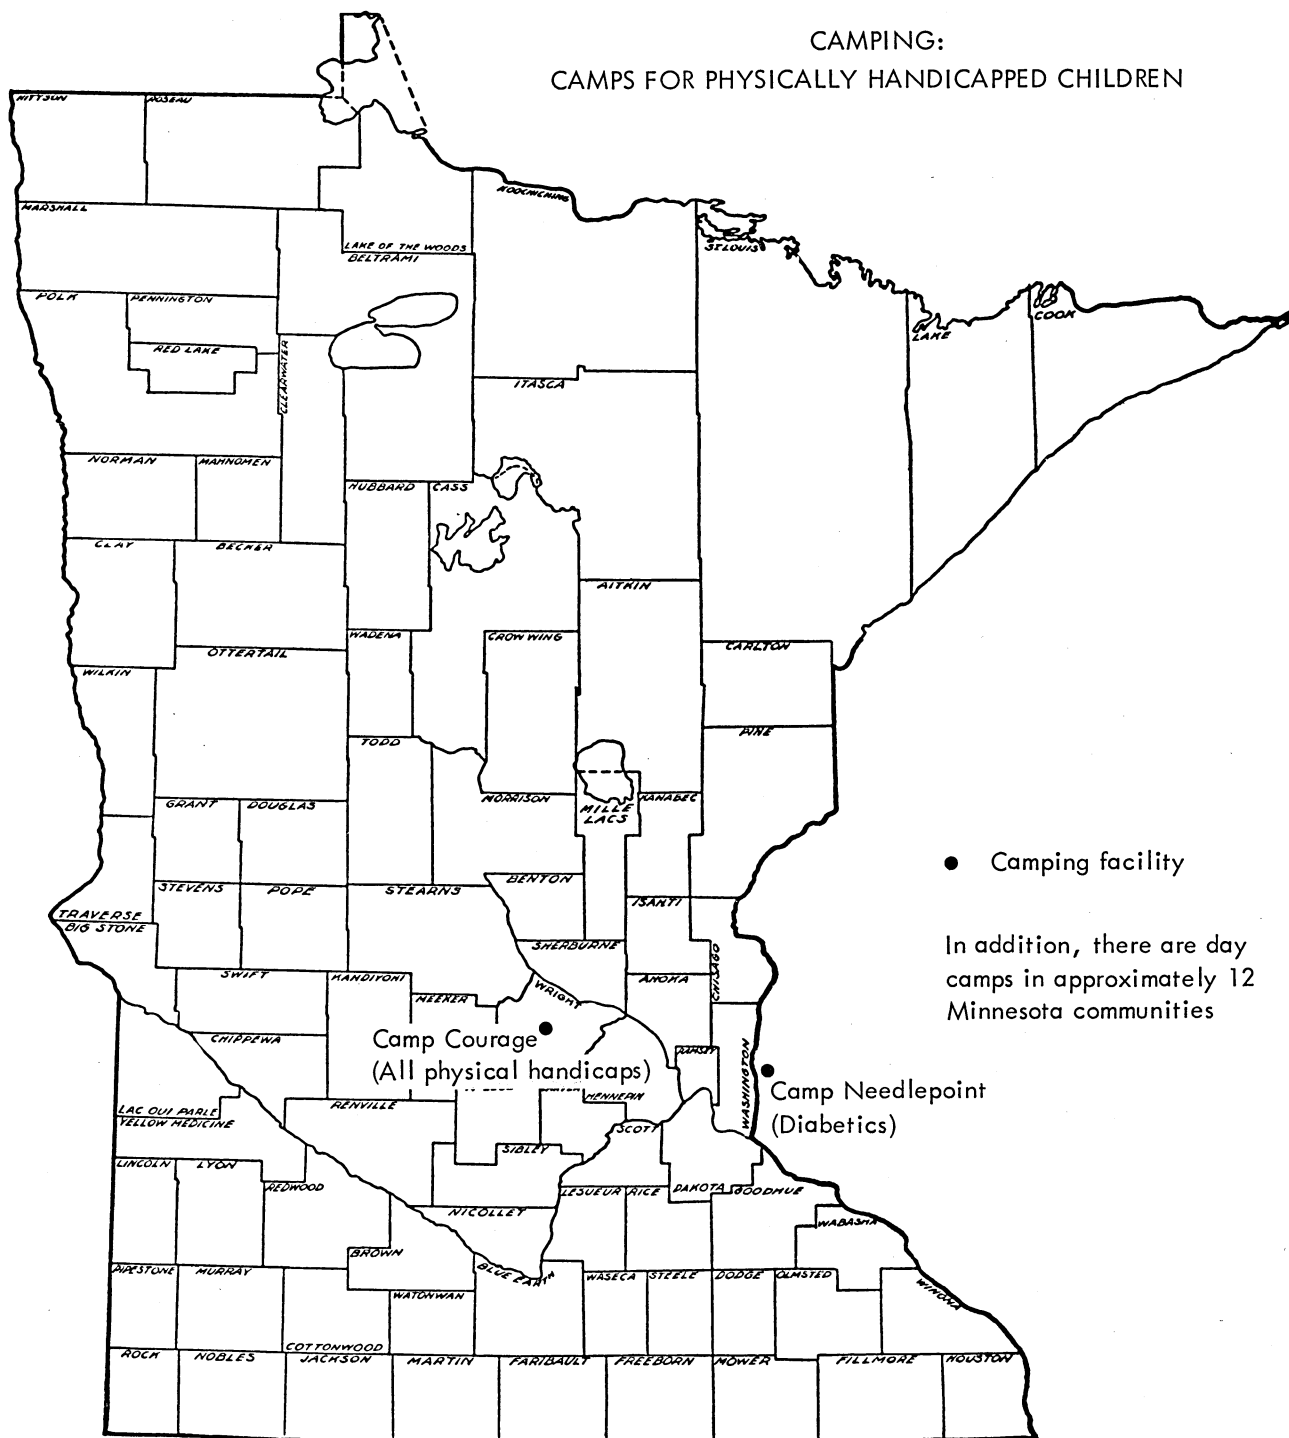 CAMPING:
CAMPS FOR PHYSICALLY HANDICAPPED CHILDREN
KITTSON
ROSEAU
KOOCHICHING
MARSHALL
LAKE OF THE WOODS
BELTRAMI
ST. LOUIS
POLK
PENNINGTON
LAKE
COOK
RED LAKE
CLEARWATER
ITASCA
NORMAN
MAHNOMEN
HUBBARD
CASS
CLAY
BECKER
AITKIN
WADENA
CROW WING
CARLTON
OTTERTAIL
WILKIN
TODD
PINE
GRANT
DOUGLAS
MORRISON
MILLE
LACS
KANABEC
STEVENS
POPE
STEARNS
BENTON
ISANTI
TRAVERSE
BIG STONE
SHERBURNE
CHISAGO
SWIFT
KANDIYOHI
MEEKER
WRIGHT
ANOKA
Camping facility
In addition, there are day
camps in approximately 12
Minnesota communities
CHIPPEWA
Camp Courage
(All physical handicaps)
RAMSEY
WASHINGTON
Camp Needlepoint
(Diabetics)
HENNEPIN
LAC QUI PARLE
YELLOW MEDICINE
RENVILLE
SCOTT
SIBLEY
LINCOLN
LYON
REDWOOD
LESUEUR
RICE
DAKOTA
GOODHUE
NICOLLET
WABASHA
BROWN
BLUE EARTH
PIPESTONE
MURRAY
WASECA
STEELE
DODGE
OLMSTED
WINONA
WATONWAN
COTTONWOOD
ROCK
NOBLES
JACKSON
MARTIN
FARIBAULT
FREEBORN
MOWER
FILLMORE
HOUSTON